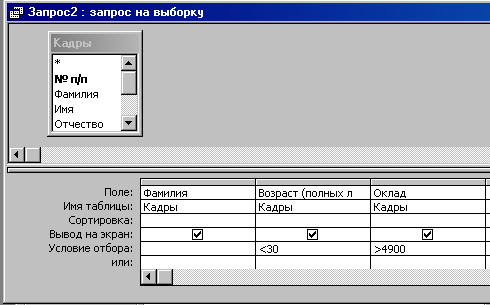 Запрос2 : запрос на выборку
Кадры
*
№ п/п
Фамилия
Имя
Отчество
Поле: Фамилия Возраст (полных л Оклад
Имя таблицы: Кадры Кадры Кадры
Сортировка:
Вывод на экран:
Условие отбора: <30 >4900
или: